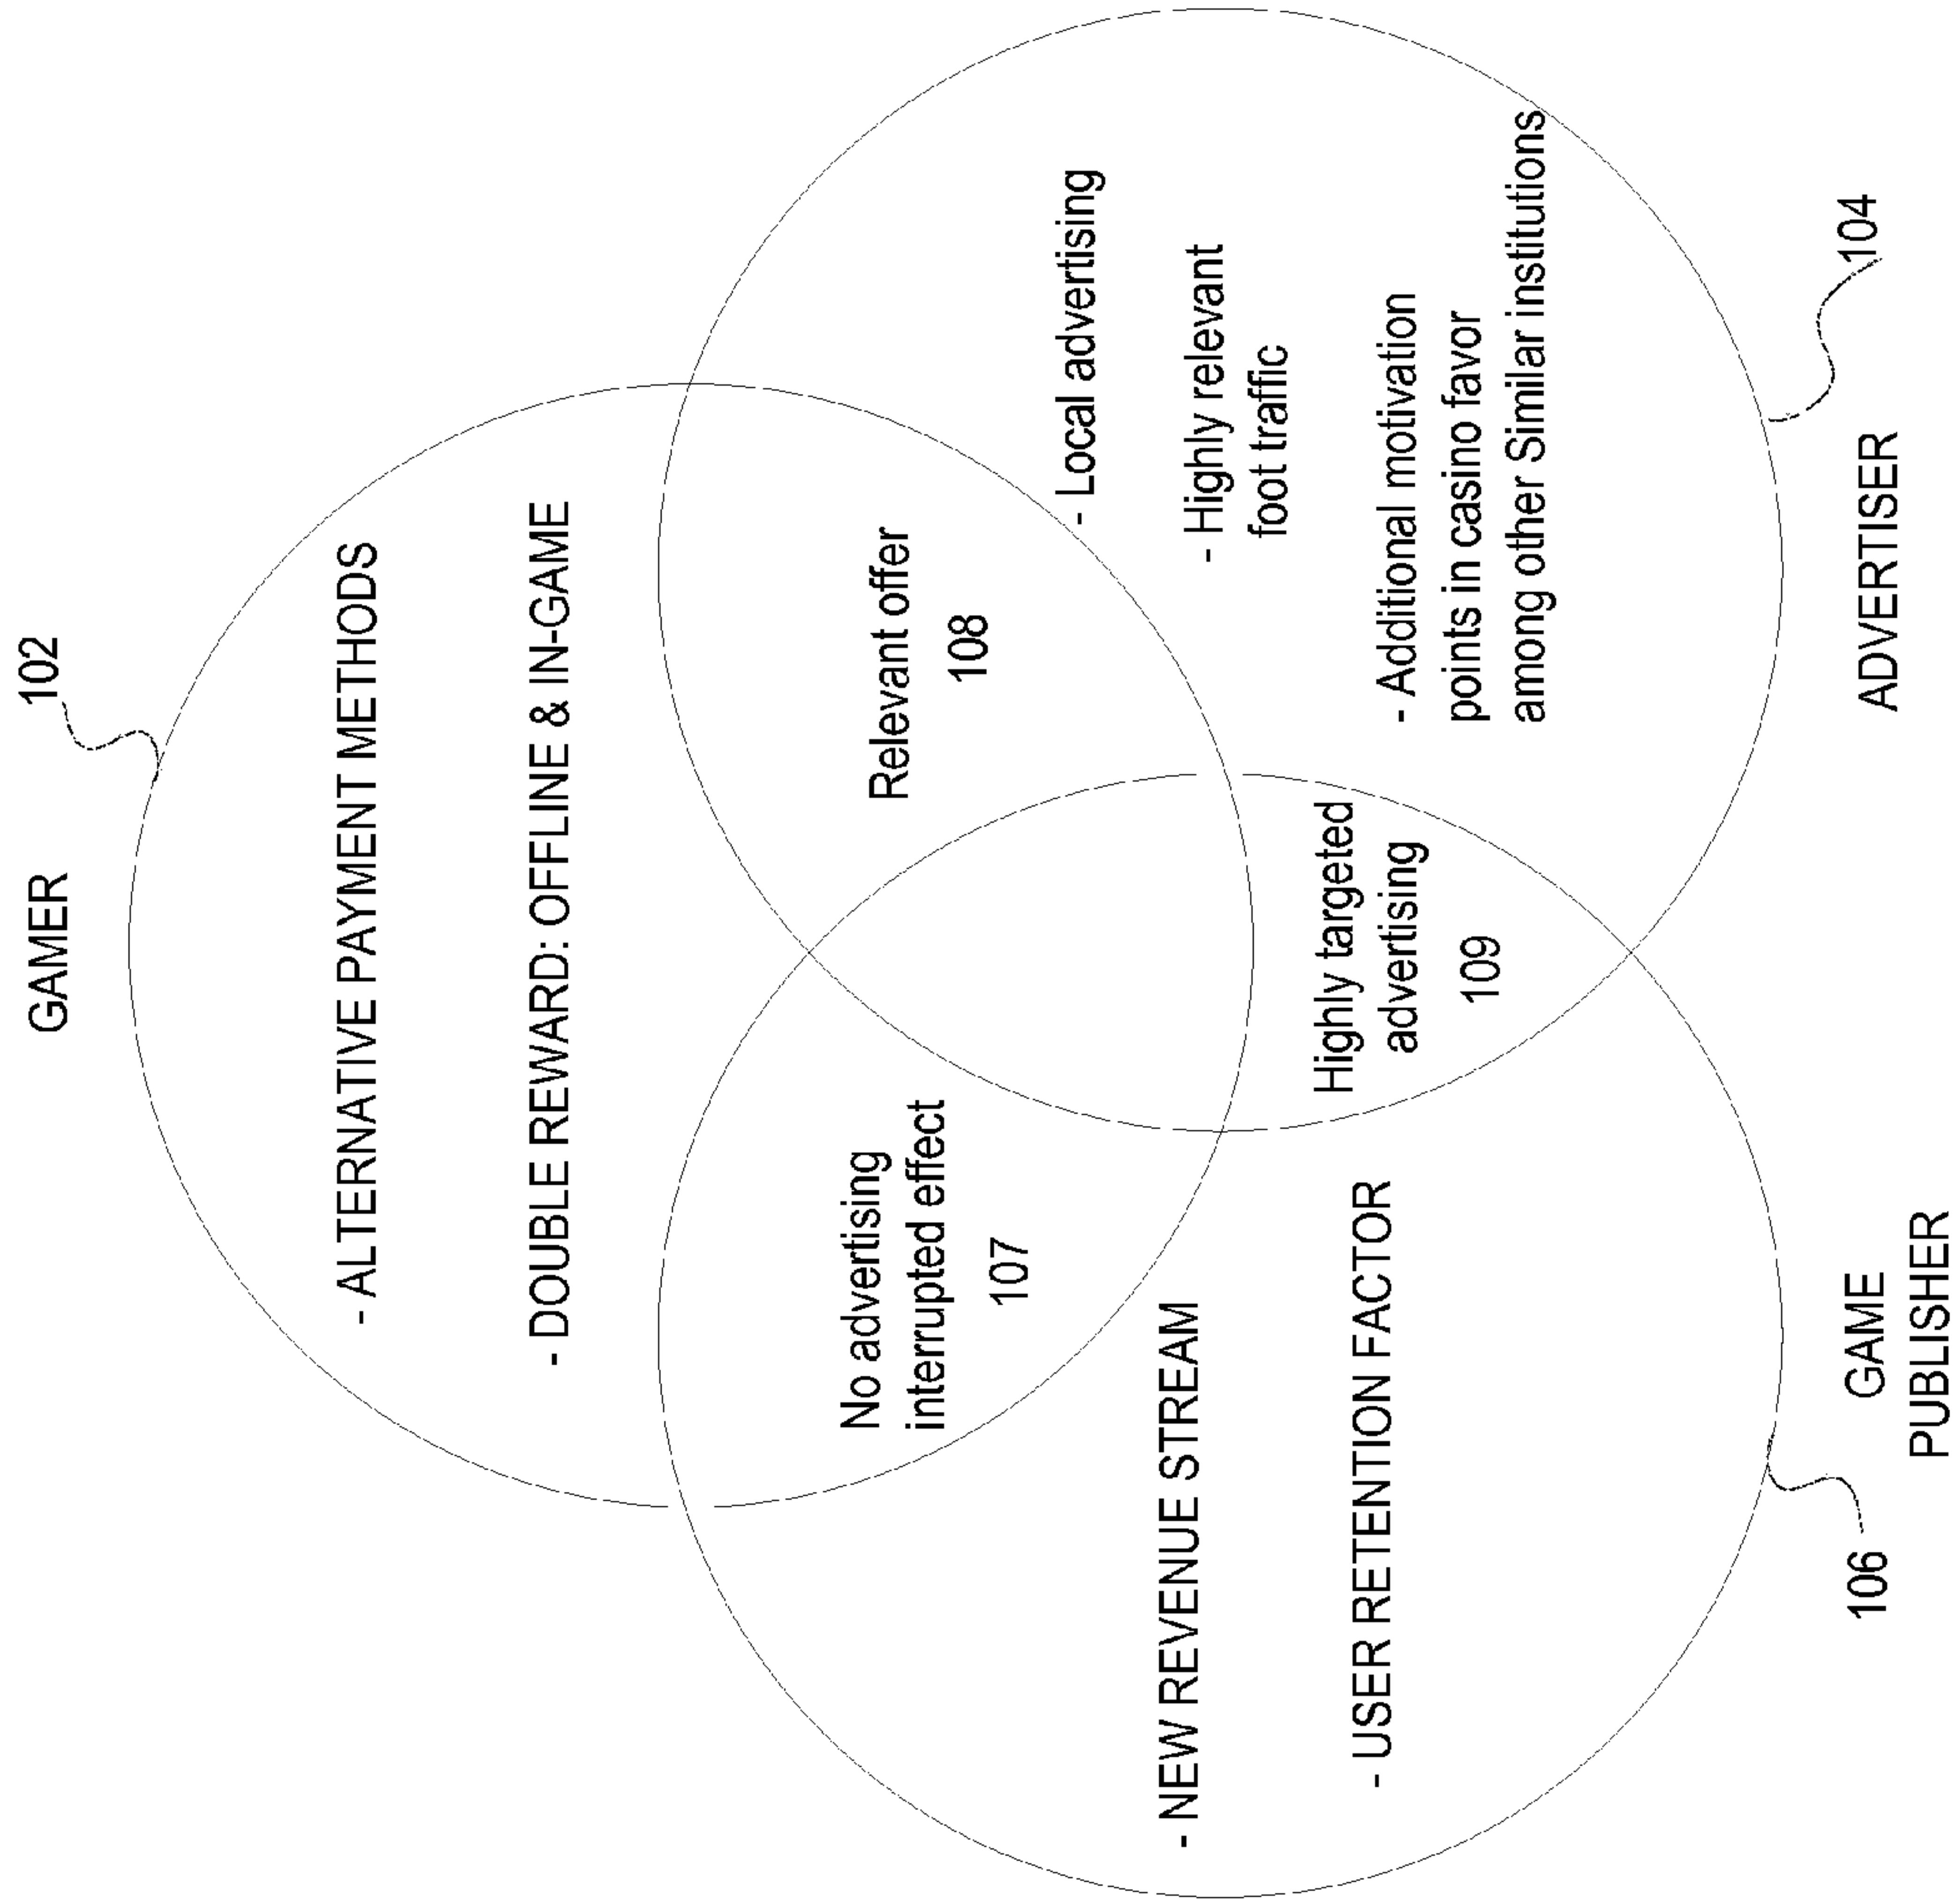 GAMER
102
- ALTERNATIVE PAYMENT METHODS
- DOUBLE REWARD: OFFLINE & IN-GAME
No advertising
interrupted effect
107
Relevant offer
108
Highly targeted
advertising
109
- NEW REVENUE STREAM
- USER RETENTION FACTOR
- Local advertising
- Highly relevant
foot traffic
- Additional motivation
points in casino favor
among other Similar institutions
106
GAME
PUBLISHER
ADVERTISER
104